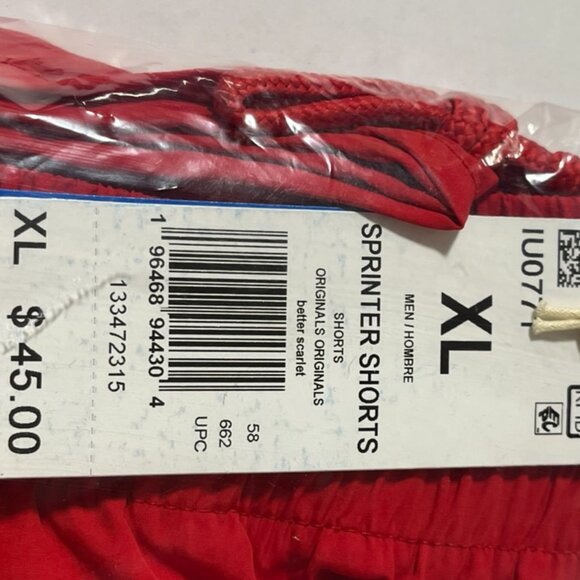 XL
MEN / HOMBRE
SPRINTER SHORTS
SHORTS
ORIGINALS ORIGINALS
better scarlet
1 96468 94430 4
58
662
UPC
133472315
XL $ 45.00